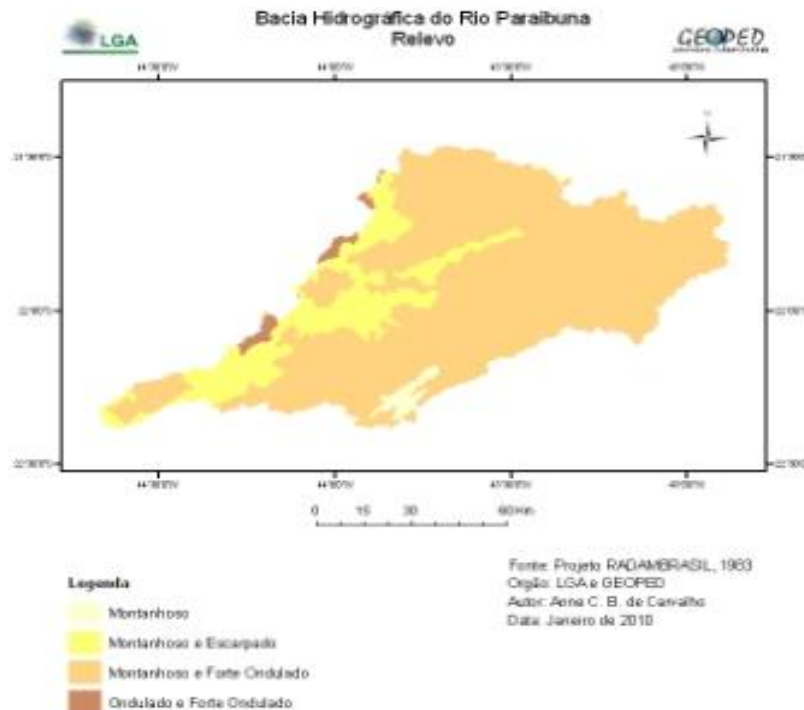 Bacia Hidrográfica do Rio Paraibuna
Relevo
LGA
GEOPED
0 15 30 60 Km
Fonte: Projeto RADAMBRASIL, 1983
Orgão: LGA e GEOPED
Autor: Anne C. B. de Carvalho
Data: Janeiro de 2010
Legenda
Montanhoso
Montanhoso e Escarpado
Montanhoso e Forte Ondulado
Ondulado e Forte Ondulado